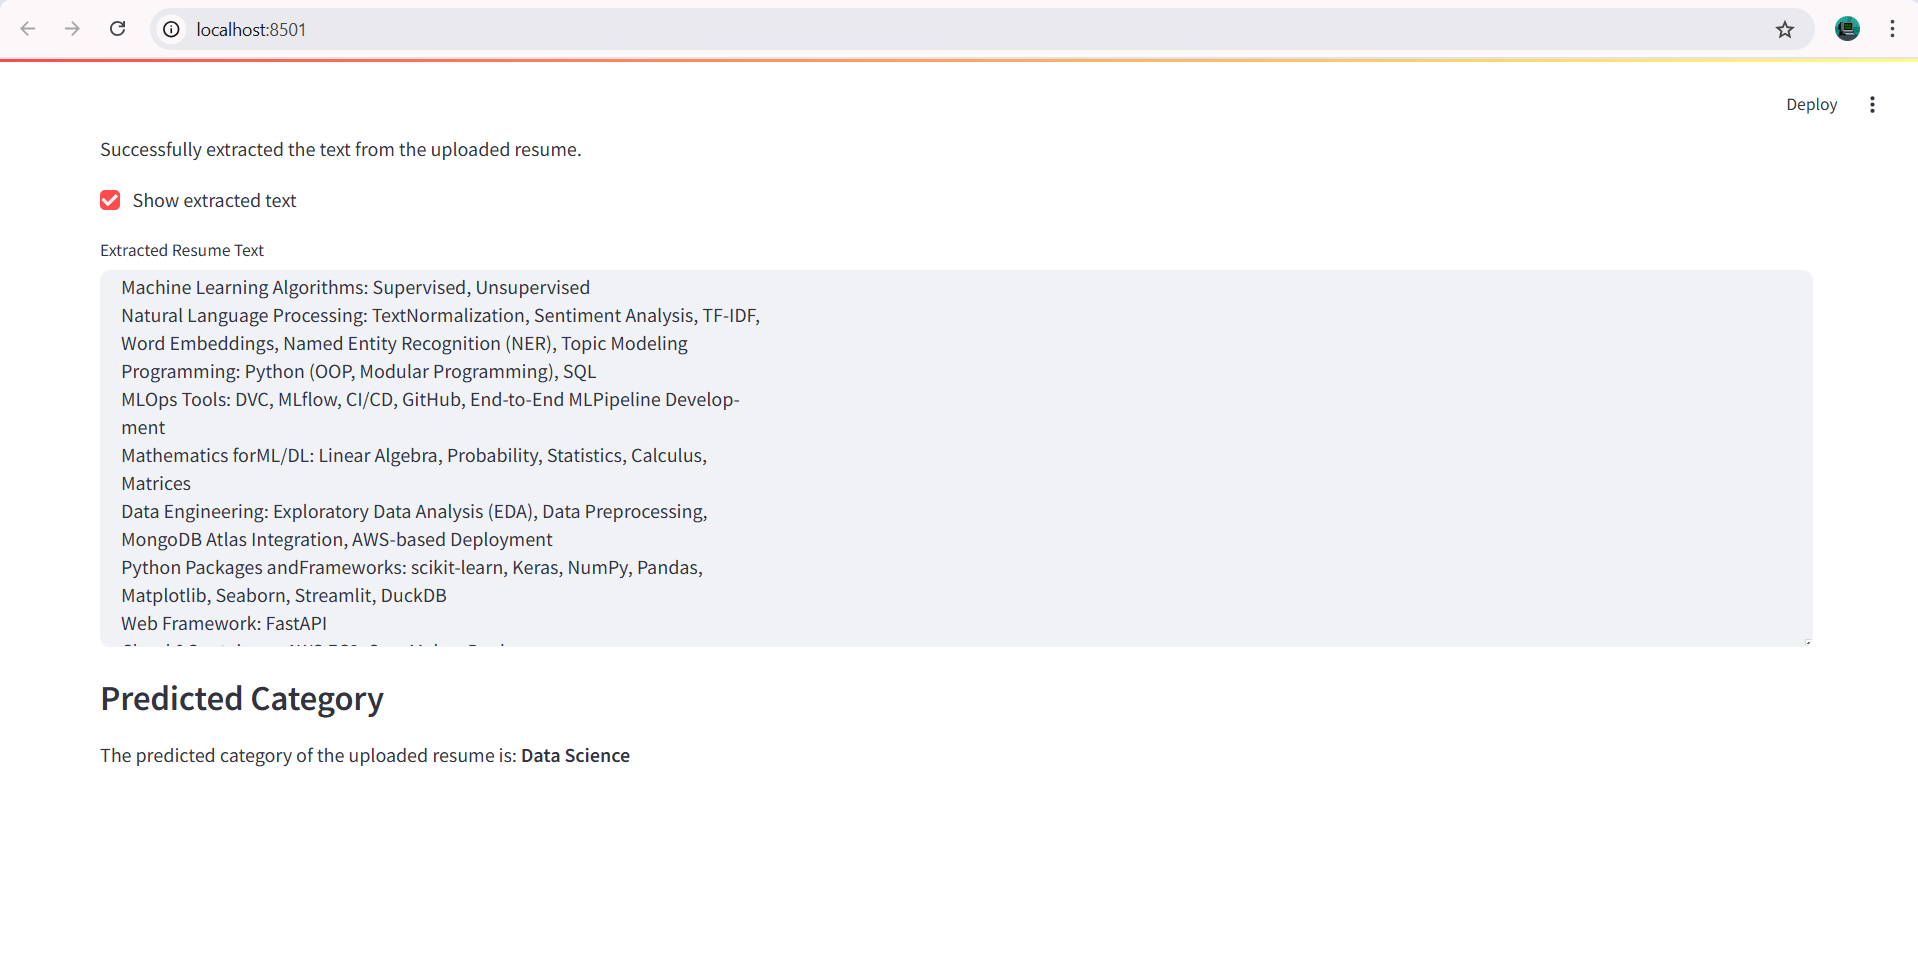 localhost:8501
Deploy
Successfully extracted the text from the uploaded resume.
Show extracted text
Extracted Resume Text
Machine Learning Algorithms: Supervised, Unsupervised
Natural Language Processing: TextNormalization, Sentiment Analysis, TF-IDF,
Word Embeddings, Named Entity Recognition (NER), Topic Modeling
Programming: Python (OOP, Modular Programming), SQL
MLOps Tools: DVC, MLflow, CI/CD, GitHub, End-to-End MLPipeline Develop-
ment
Mathematics forML/DL: Linear Algebra, Probability, Statistics, Calculus,
Matrices
Data Engineering: Exploratory Data Analysis (EDA), Data Preprocessing,
MongoDB Atlas Integration, AWS-based Deployment
Python Packages andFrameworks: scikit-learn, Keras, NumPy, Pandas,
Matplotlib, Seaborn, Streamlit, DuckDB
Web Framework: FastAPI
Predicted Category
The predicted category of the uploaded resume is: Data Science